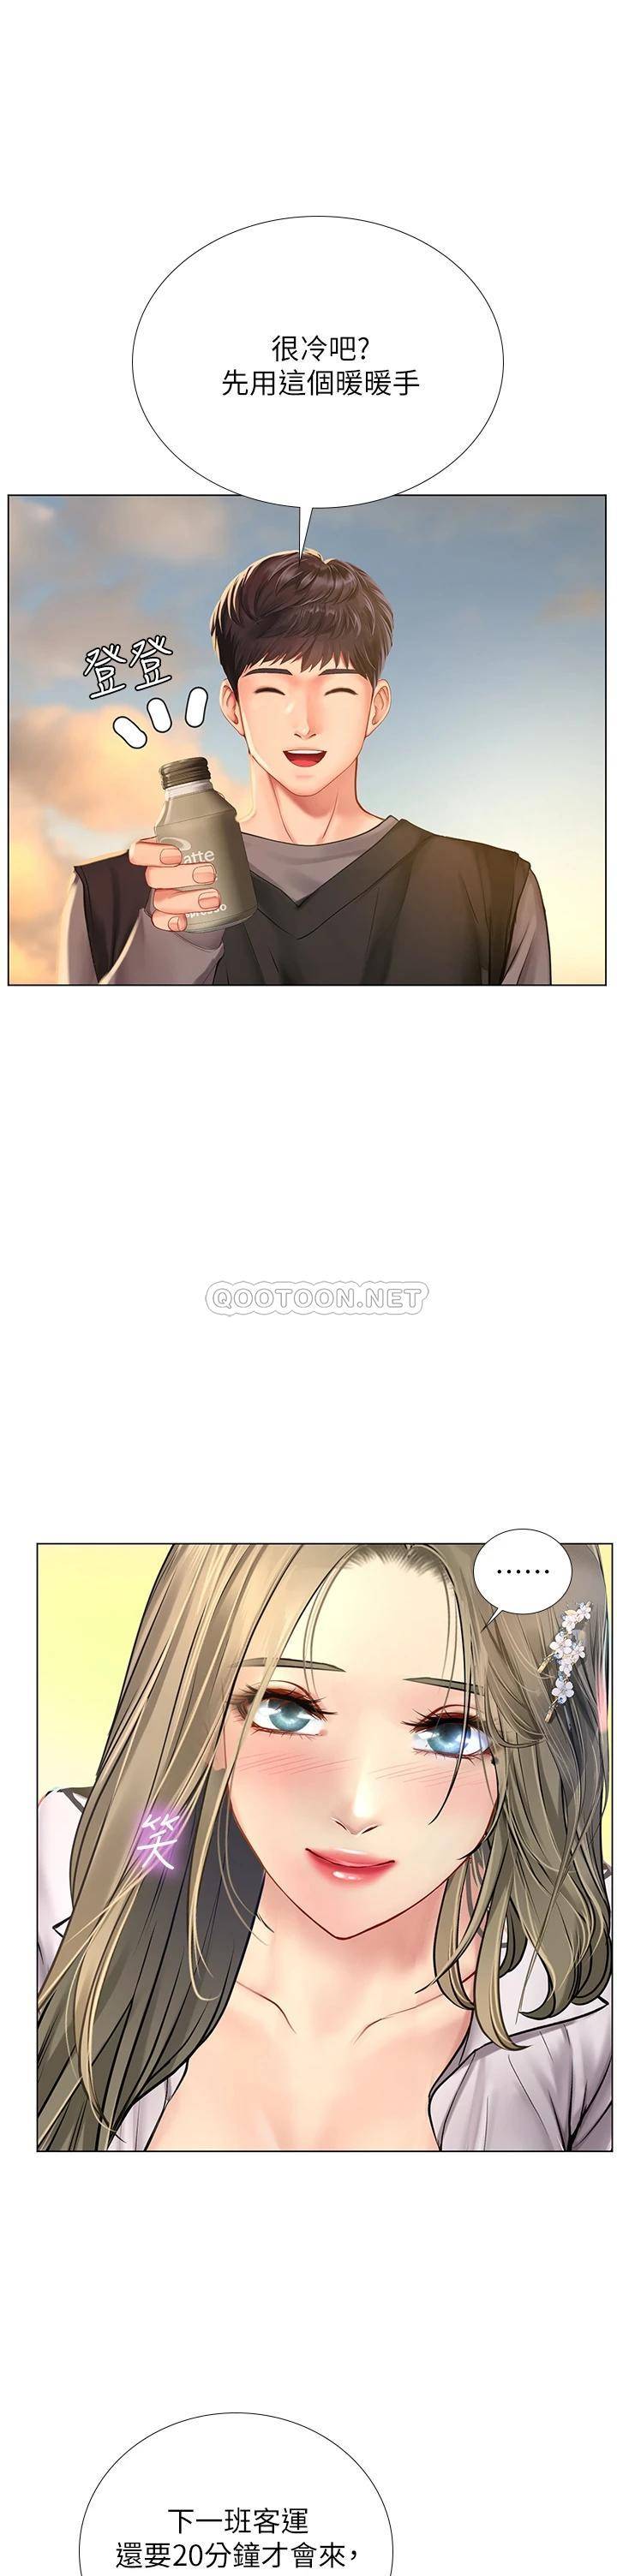 很冷吧?
先用這個暖暖手
登登
atte
QOOTOON.NET
......
笑
下一班客運
還要20分鐘才會來，